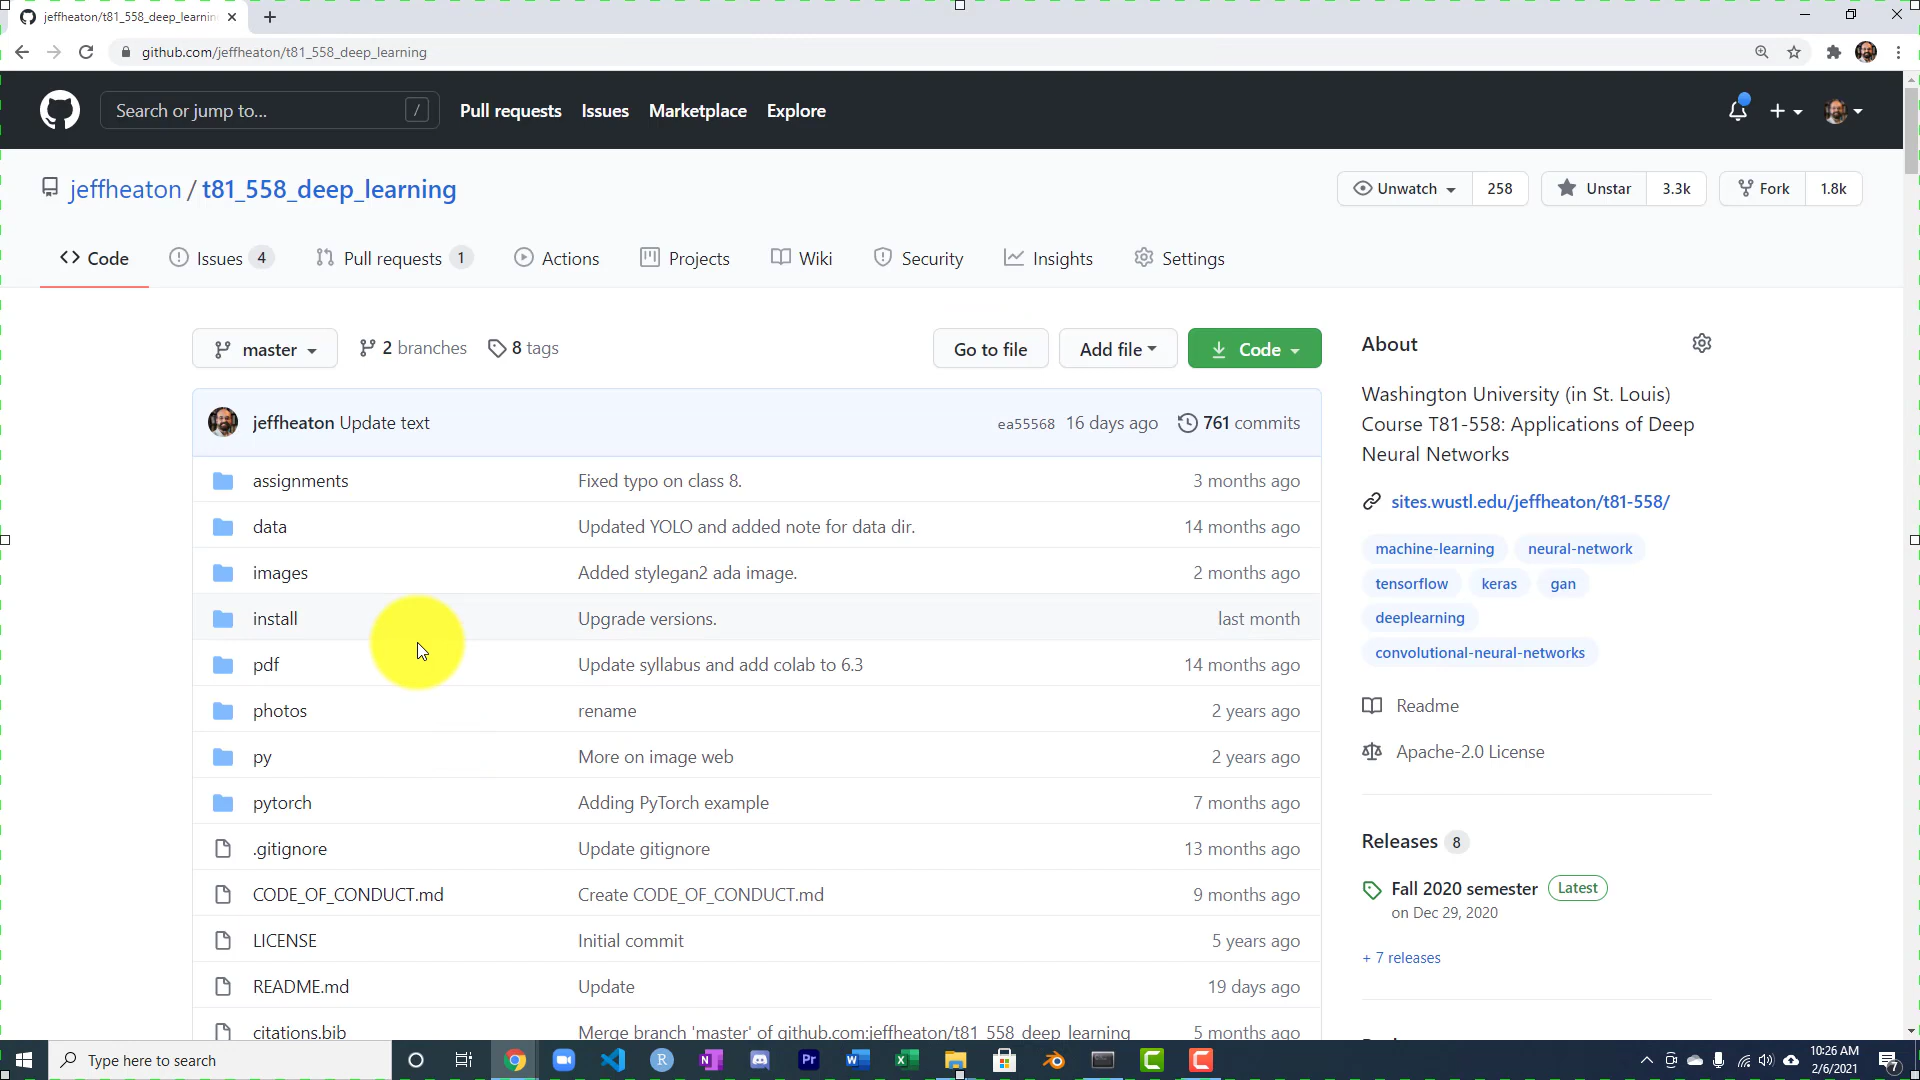 jeffheaton/t81_558_deep_learnin
github.com/jeffheaton/t81_558_deep_learning
Search or jump to... /
Pull requests Issues Marketplace Explore
jeffheaton / t81_558_deep_learning
Unwatch 258 Unstar 3.3k Fork 1.8k
Code Issues 4 Pull requests 1 Actions Projects Wiki Security Insights Settings
master 2 branches 8 tags Go to file Add file Code
About
Washington University (in St. Louis)
Course T81-558: Applications of Deep
Neural Networks
sites.wustl.edu/jeffheaton/t81-558/
machine-learning neural-network
tensorflow keras gan
deeplearning
convolutional-neural-networks
Readme
Apache-2.0 License
Releases 8
Fall 2020 semester Latest
on Dec 29, 2020
+ 7 releases
jeffheaton Update text ea55568 16 days ago 761 commits
assignments Fixed typo on class 8. 3 months ago
data Updated YOLO and added note for data dir. 14 months ago
images Added stylegan2 ada image. 2 months ago
install Upgrade versions. last month
pdf Update syllabus and add colab to 6.3 14 months ago
photos rename 2 years ago
py More on image web 2 years ago
pytorch Adding PyTorch example 7 months ago
.gitignore Update gitignore 13 months ago
CODE_OF_CONDUCT.md Create CODE_OF_CONDUCT.md 9 months ago
LICENSE Initial commit 5 years ago
README.md Update 19 days ago
citations.bib Merge branch 'master' of github.com:jeffheaton/t81_558_deep_learning 5 months ago
Type here to search
R N Pr W X
10:26 AM
2/6/2021
7